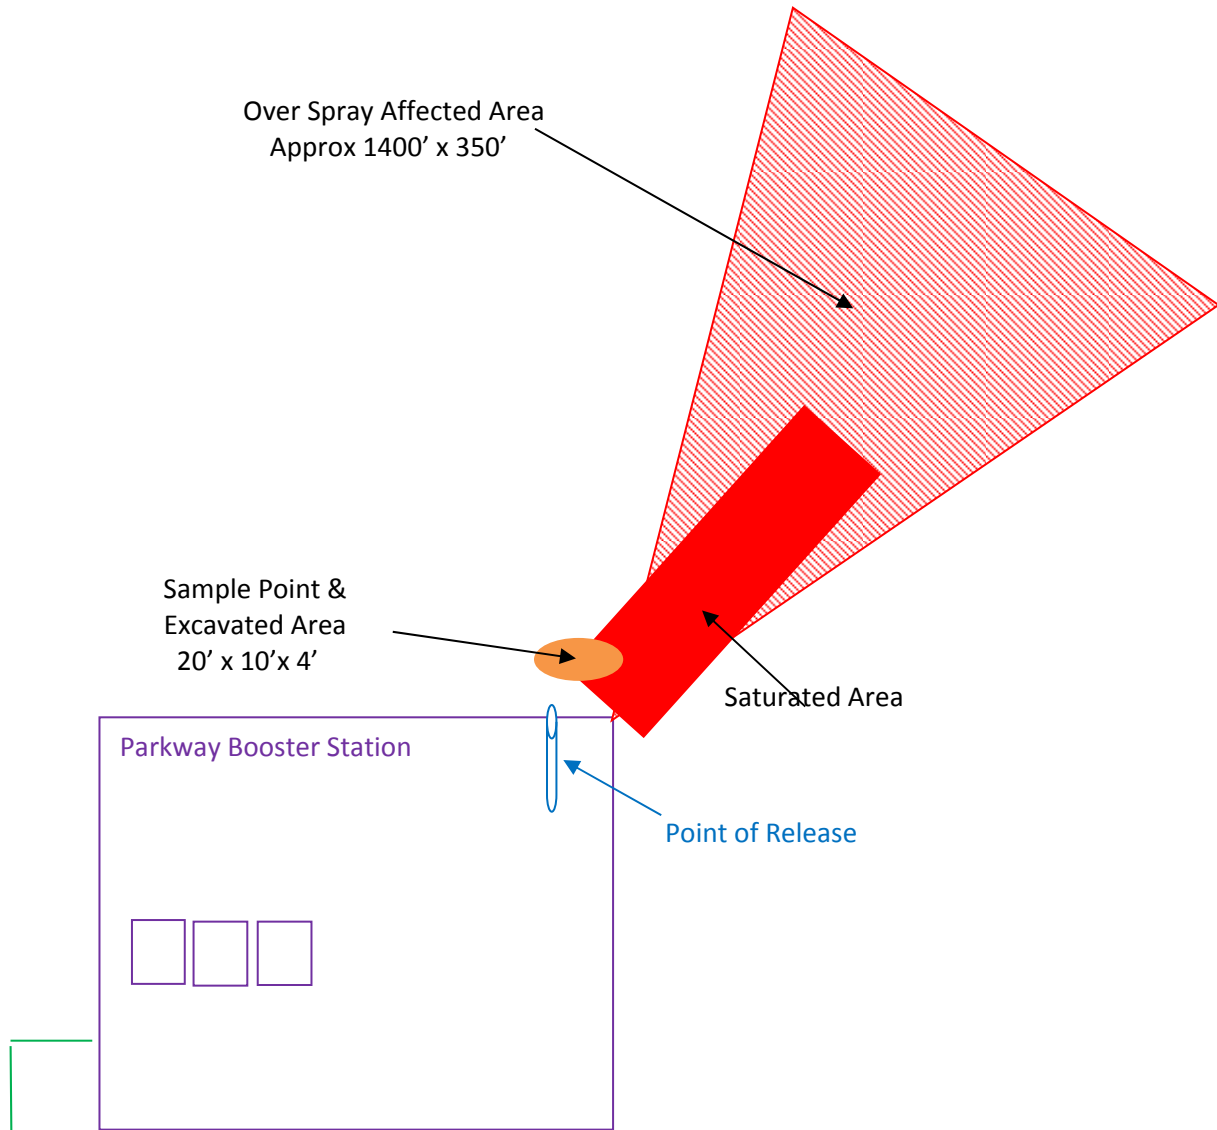 Over Spray Affected Area
Approx 1400’ x 350’
Sample Point &
Excavated Area
20’ x 10’x 4’
Saturated Area
Parkway Booster Station
Point of Release